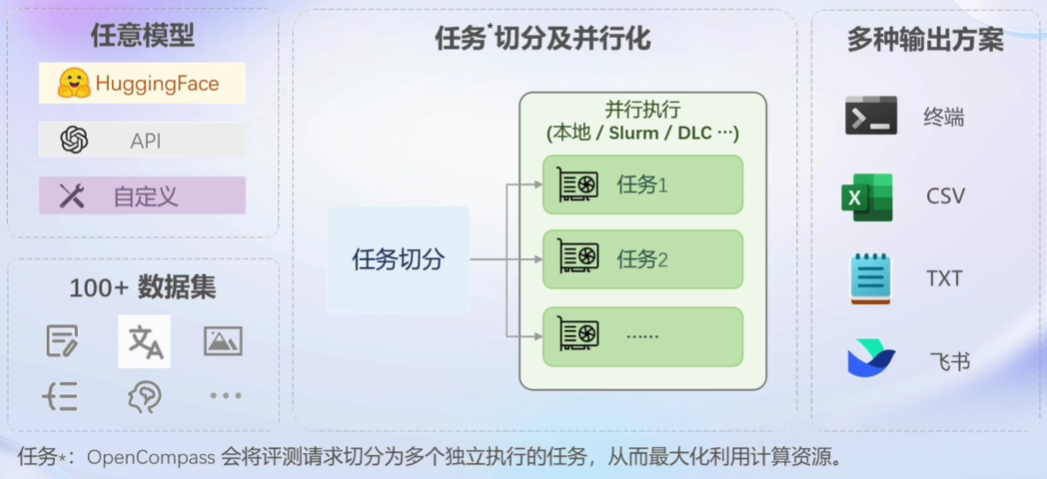 任意模型
HuggingFace
API
自定义
100+ 数据集
文A
任务*切分及并行化
任务切分
并行执行
(本地 / Slurm / DLC …)
任务1
任务2
……
多种输出方案
终端
X
CSV
TXT
飞书
任务*：OpenCompass 会将评测请求切分为多个独立执行的任务，从而最大化利用计算资源。